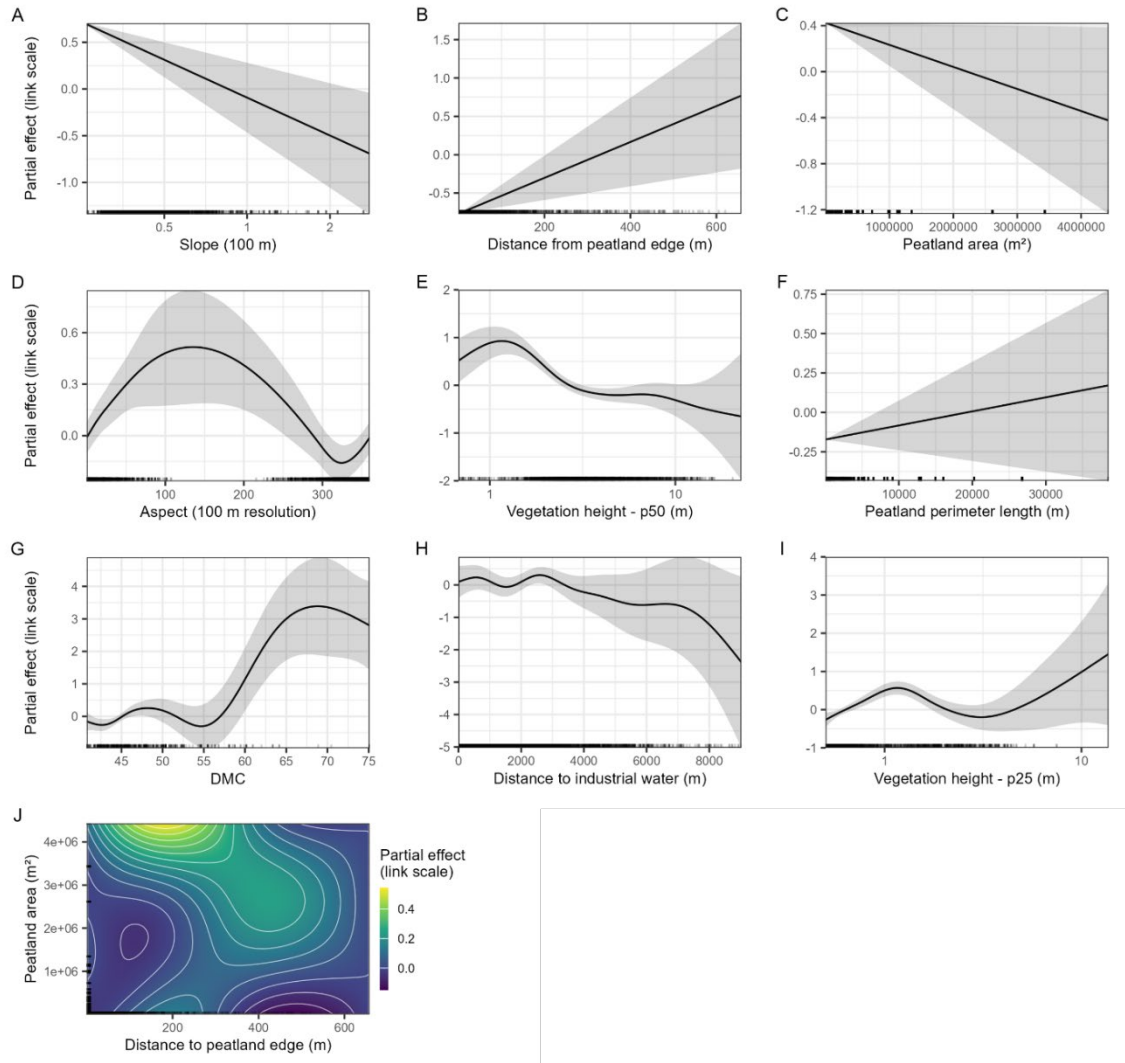 A
B
C
Partial effect (link scale)
0.5
0.0
-0.5
-1.0
0.5
1
2
Slope (100 m)
1.5
1.0
0.5
0.0
-0.5
200
400
600
Distance from peatland edge (m)
0.4
0.0
-0.4
-0.8
-1.2
1000000
2000000
3000000
4000000
Peatland area (m²)
D
E
F
Partial effect (link scale)
0.6
0.3
0.0
100
200
300
Aspect (100 m resolution)
2
1
0
-1
-2
1
10
Vegetation height - p50 (m)
0.75
0.50
0.25
0.00
-0.25
10000
20000
30000
Peatland perimeter length (m)
G
H
I
Partial effect (link scale)
4
3
2
1
0
45
50
55
60
65
70
75
DMC
0
-1
-2
-3
-4
-5
0
2000
4000
6000
8000
Distance to industrial water (m)
4
3
2
1
0
-1
1
10
Vegetation height - p25 (m)
J
Peatland area (m²)
4e+06
3e+06
2e+06
1e+06
200
400
600
Distance to peatland edge (m)
Partial effect
(link scale)
0.4
0.2
0.0